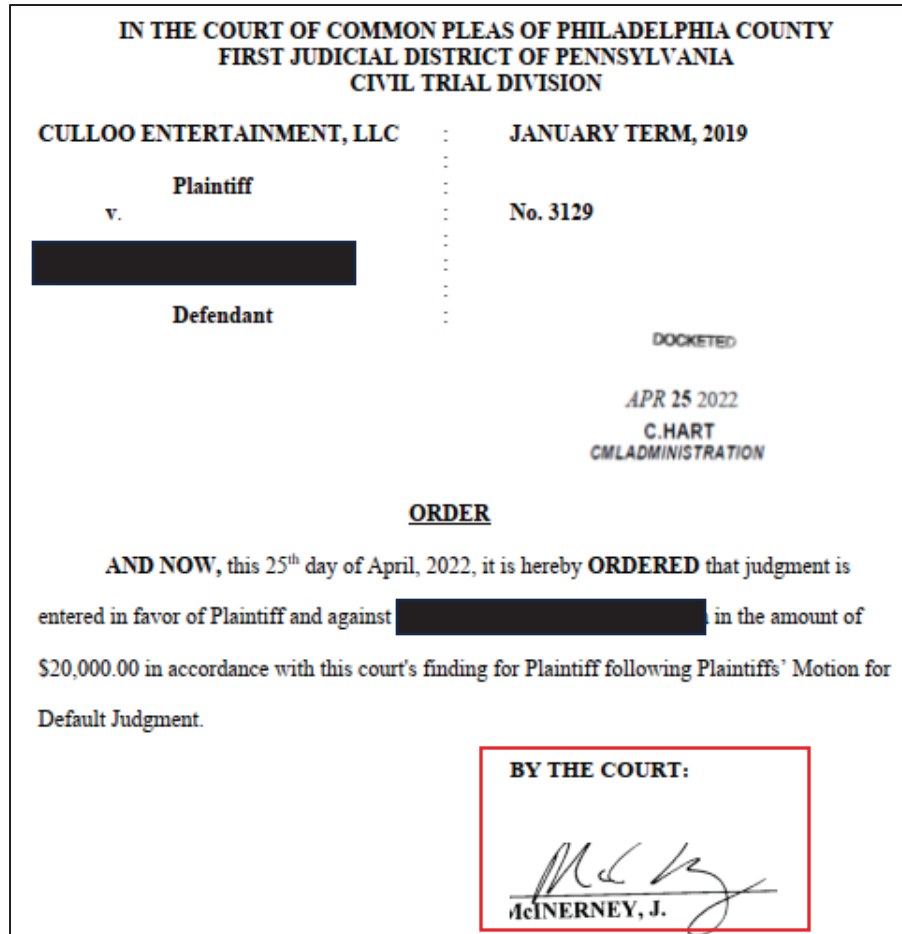 IN THE COURT OF COMMON PLEAS OF PHILADELPHIA COUNTY
FIRST JUDICIAL DISTRICT OF PENNSYLVANIA
CIVIL TRIAL DIVISION
CULLOO ENTERTAINMENT, LLC : JANUARY TERM, 2019
:
Plaintiff :
v. : No. 3129
:
:
:
Defendant :
DOCKETED
APR 25 2022
C.HART
CMLADMINISTRATION
ORDER
AND NOW, this 25th day of April, 2022, it is hereby ORDERED that judgment is
entered in favor of Plaintiff and against in the amount of
$20,000.00 in accordance with this court's finding for Plaintiff following Plaintiffs' Motion for
Default Judgment.
BY THE COURT:
McINERNEY, J.